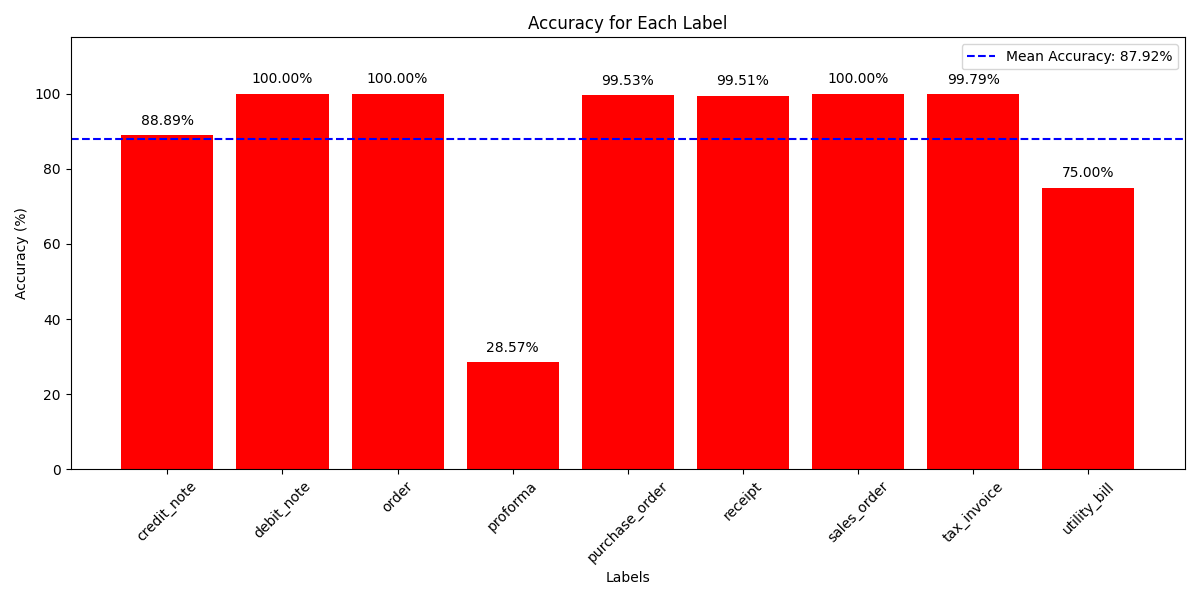 Accuracy for Each Label
Mean Accuracy: 87.92%
100.00%
100.00%
99.53%
99.51%
100.00%
99.79%
88.89%
75.00%
28.57%
Accuracy (%)
100
80
60
40
20
0
credit_note
debit_note
order
proforma
purchase_order
receipt
sales_order
tax_invoice
utility_bill
Labels